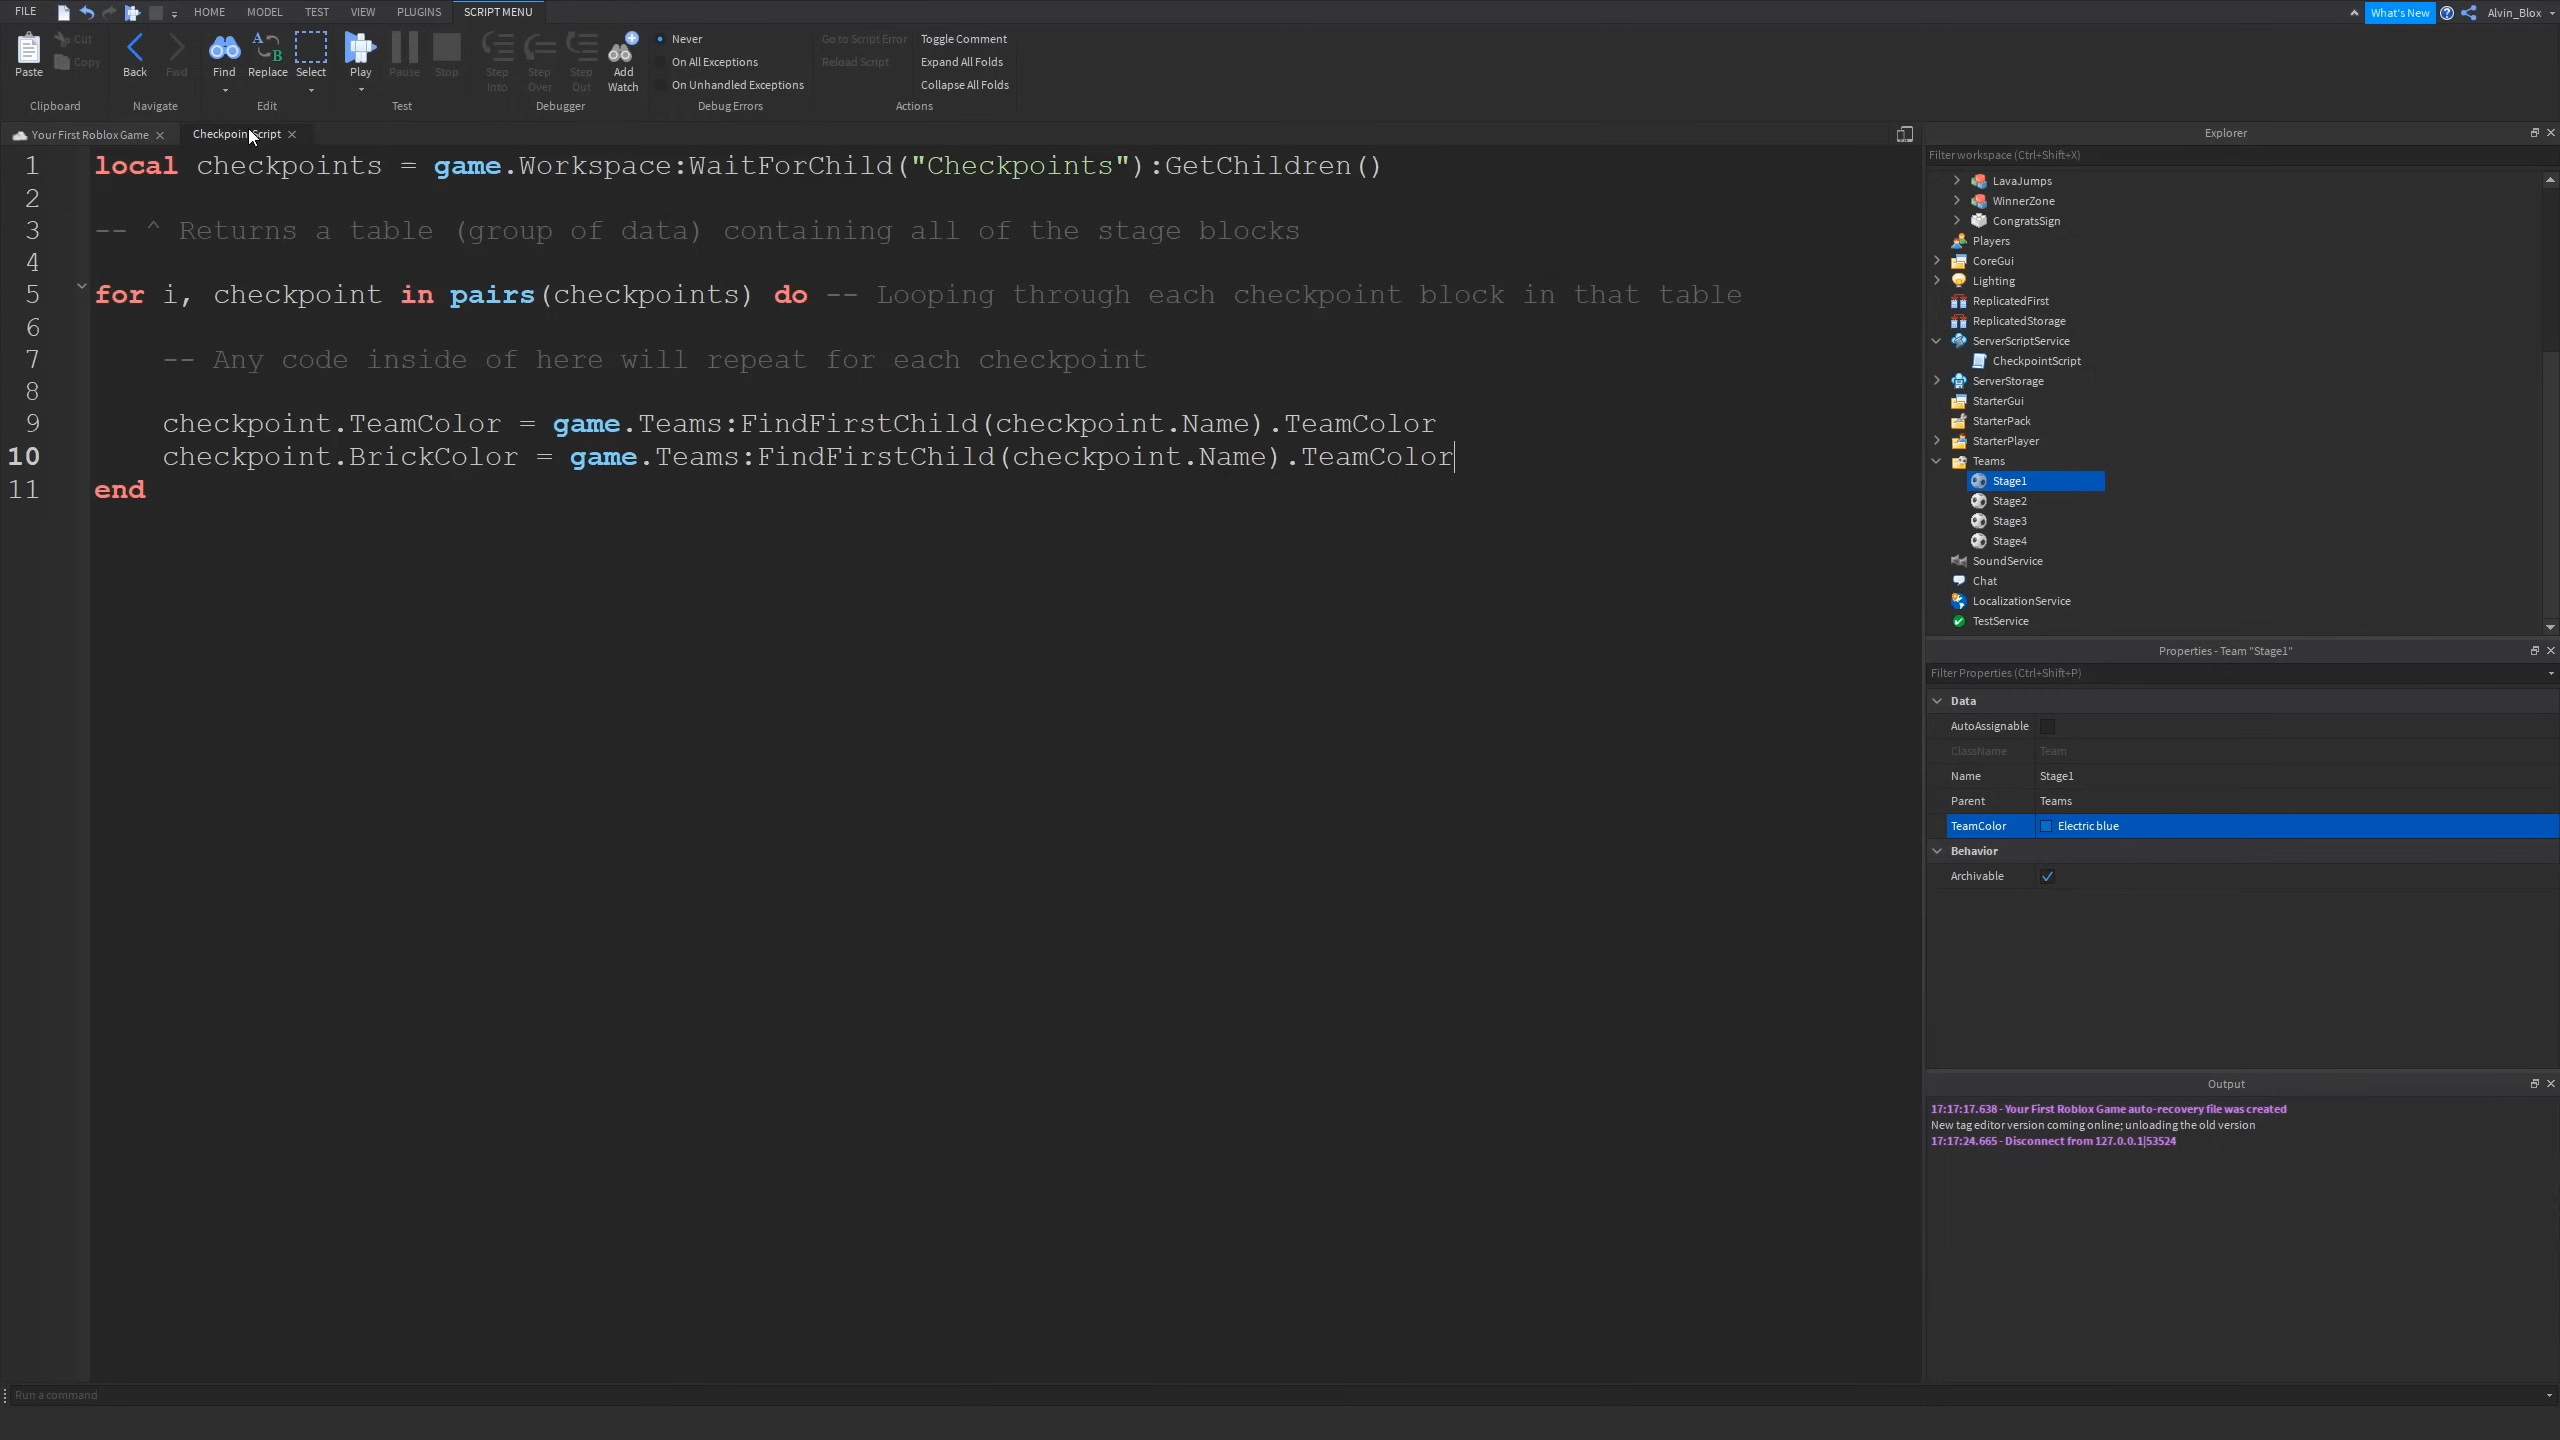 FILE HOME MODEL TEST VIEW PLUGINS SCRIPT MENU What's New Alvin_Blox
Paste Cut Copy
Clipboard
Back Fwd
Navigate
Find Replace Select
Edit
Play Pause Stop
Test
Step Into Step Over Step Out Add Watch
Debugger
Never
On All Exceptions
On Unhandled Exceptions
Debug Errors
Go to Script Error
Reload Script
Toggle Comment
Expand All Folds
Collapse All Folds
Actions
Your First Roblox Game
1 local checkpoints = game.Workspace:WaitForChild("Checkpoints"):GetChildren()
2
3 -- ^ Returns a table (group of data) containing all of the stage blocks
4
5 for i, checkpoint in pairs(checkpoints) do -- Looping through each checkpoint block in that table
6
7 -- Any code inside of here will repeat for each checkpoint
8
9 checkpoint.TeamColor = game.Teams:FindFirstChild(checkpoint.Name).TeamColor
10 checkpoint.BrickColor = game.Teams:FindFirstChild(checkpoint.Name).TeamColor
11 end
Run a command
Explorer
Filter workspace (Ctrl+Shift+X)
LavaJumps
WinnerZone
CongratsSign
Players
CoreGui
Lighting
ReplicatedFirst
ReplicatedStorage
ServerScriptService
CheckpointScript
ServerStorage
StarterGui
StarterPack
StarterPlayer
Teams
Stage1
Stage2
Stage3
Stage4
SoundService
Chat
LocalizationService
TestService
Properties - Team "Stage1"
Filter Properties (Ctrl+Shift+P)
Data
AutoAssignable
ClassName Team
Name Stage1
Parent Teams
TeamColor Electric blue
Behavior
Archivable
Output
17:17:17.638 - Your First Roblox Game auto-recovery file was created
New tag editor version coming online; unloading the old version
17:17:24.665 - Disconnect from 127.0.0.1|53524